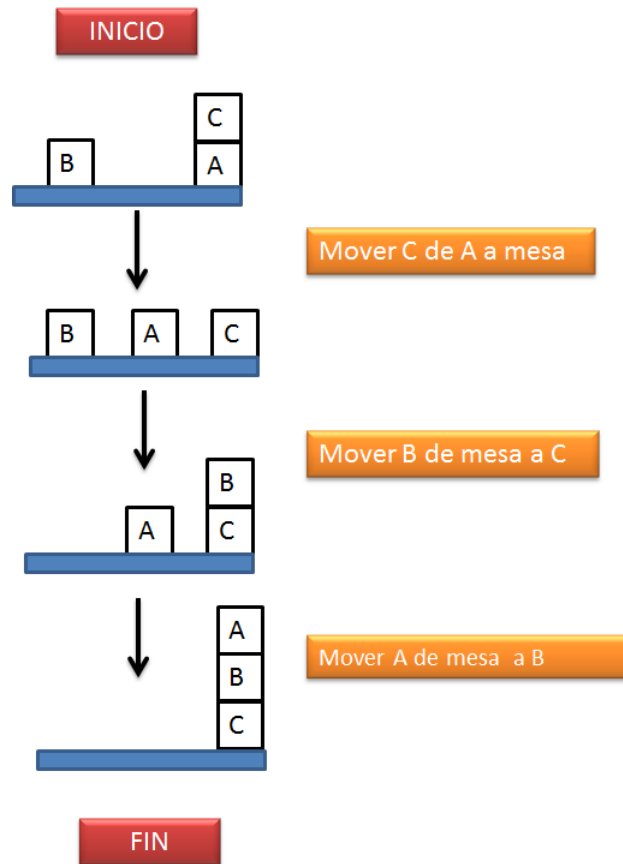 INICIO
C
B A
Mover C de A a mesa
B A C
Mover B de mesa a C
B
A C
A
Mover A de mesa a B
B
C
FIN